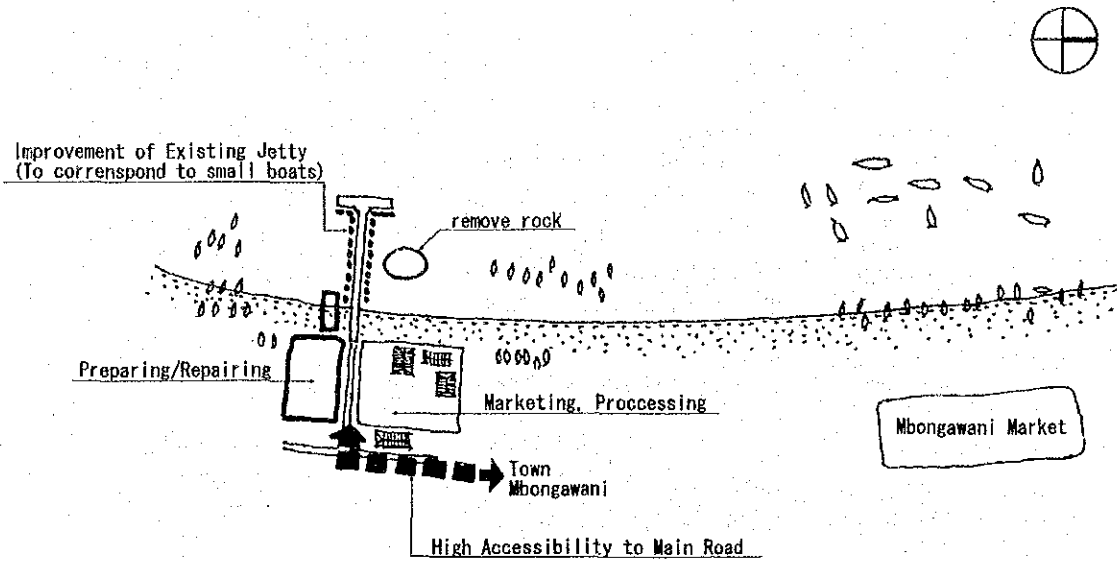 Improvement of Existing Jetty
(To correnspond to small boats)
remove rock
Preparing/Repairing
Marketing, Proccessing
Mbongawani Market
Town
Mbongawani
High Accessibility to Main Road